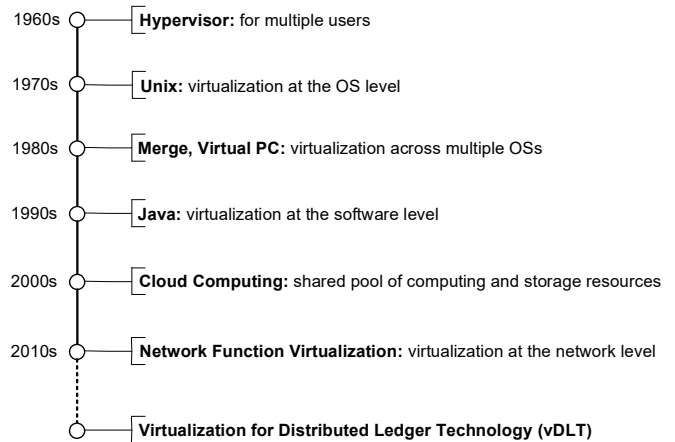 1960s Hypervisor: for multiple users
1970s Unix: virtualization at the OS level
1980s Merge, Virtual PC: virtualization across multiple OSs
1990s Java: virtualization at the software level
2000s Cloud Computing: shared pool of computing and storage resources
2010s Network Function Virtualization: virtualization at the network level
Virtualization for Distributed Ledger Technology (vDLT)